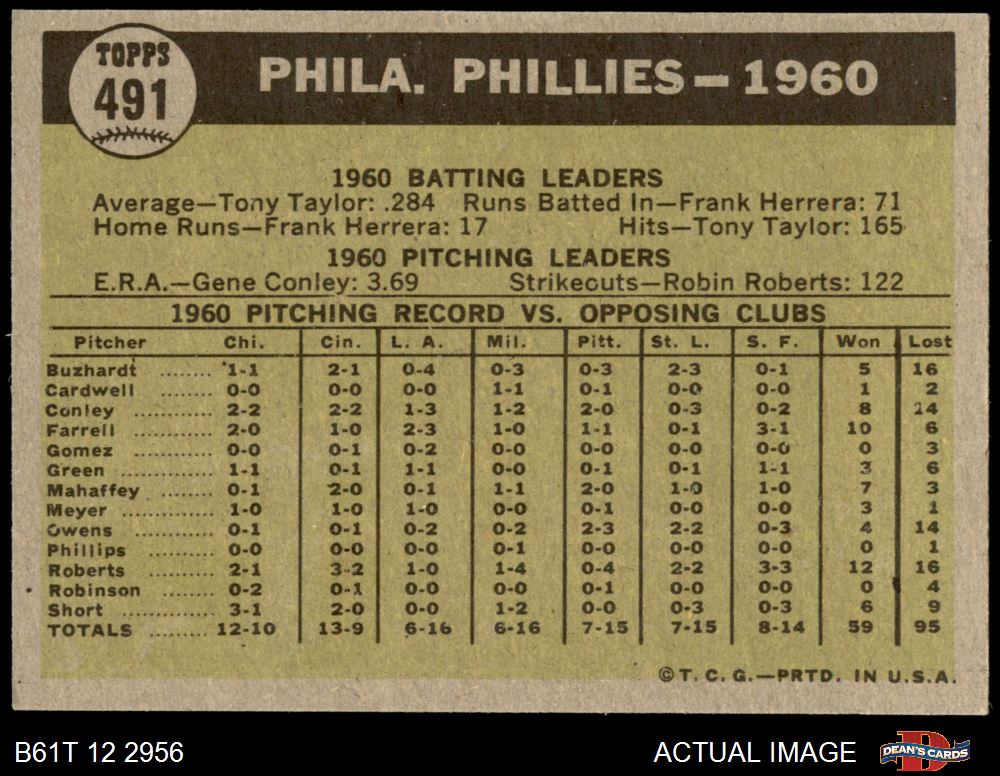 TOPPS
491
PHILA. PHILLIES—1960
1960 BATTING LEADERS
Average—Tony Taylor: .284 Runs Batted In—Frank Herrera: 71
Home Runs—Frank Herrera: 17 Hits—Tony Taylor: 165
1960 PITCHING LEADERS
E.R.A.—Gene Conley: 3.69 Strikeouts—Robin Roberts: 122
1960 PITCHING RECORD VS. OPPOSING CLUBS
Pitcher Chi. Cin. L. A. Mil. Pitt. St. L. S. F. Won Lost
Buzhardt ........ 1-1 2-1 0-4 0-3 0-3 2-3 0-1 5 16
Cardwell ........ 0-0 0-0 0-0 1-1 0-1 0-0 0-0 1 2
Conley ............ 2-2 2-2 1-3 1-2 2-0 0-3 0-2 8 14
Farrell ............ 2-0 1-0 2-3 1-0 1-1 0-1 3-1 10 6
Gomez ............ 0-0 0-1 0-2 0-0 0-0 0-0 0-0 0 3
Green .............. 1-1 0-1 1-1 0-0 0-1 0-1 1-1 3 6
Mahaffey ........ 0-1 2-0 0-1 1-1 2-0 1-0 1-0 7 3
Meyer .............. 1-0 1-0 1-0 0-0 0-1 0-0 0-0 3 1
Owens ............ 0-1 0-1 0-2 0-2 2-3 2-2 0-3 4 14
Phillips .......... 0-0 0-0 0-0 0-1 0-0 0-0 0-0 0 1
Roberts .......... 2-1 3-2 1-0 1-4 0-4 2-2 3-3 12 16
Robinson ........ 0-2 0-1 0-0 0-0 0-1 0-0 0-0 0 4
Short .............. 3-1 2-0 0-0 1-2 0-0 0-3 0-3 6 9
TOTALS ........ 12-10 13-9 6-16 6-16 7-15 7-15 8-14 59 95
©T. C. G.—PRTD. IN U.S.A.
B61T 12 2956 ACTUAL IMAGE DEAN'S CARDS